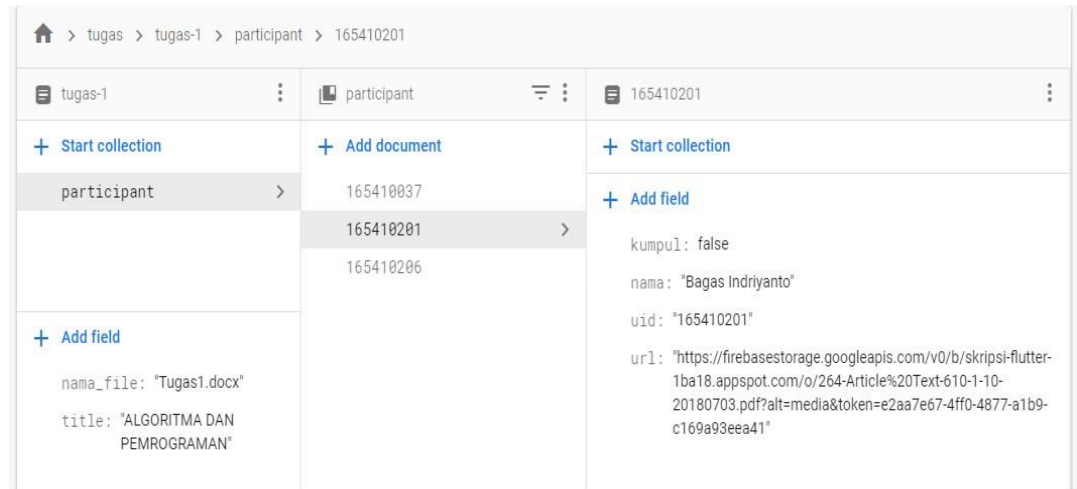 tugas > tugas-1 > participant > 165410201
tugas-1
+ Start collection
participant
+ Add field
nama_file: "Tugas1.docx"
title: "ALGORITMA DAN
PEMROGRAMAN"
participant
+ Add document
165410037
165410201
165410206
165410201
+ Start collection
+ Add field
kumpul: false
nama: "Bagas Indriyanto"
uid: "165410201"
url: "https://firebasestorage.googleapis.com/v0/b/skripsi-flutter-
1ba18.appspot.com/o/264-Article%20Text-610-1-10-
20180703.pdf?alt=media&token=e2aa7e67-4ff0-4877-a1b9-
c169a93eea41"